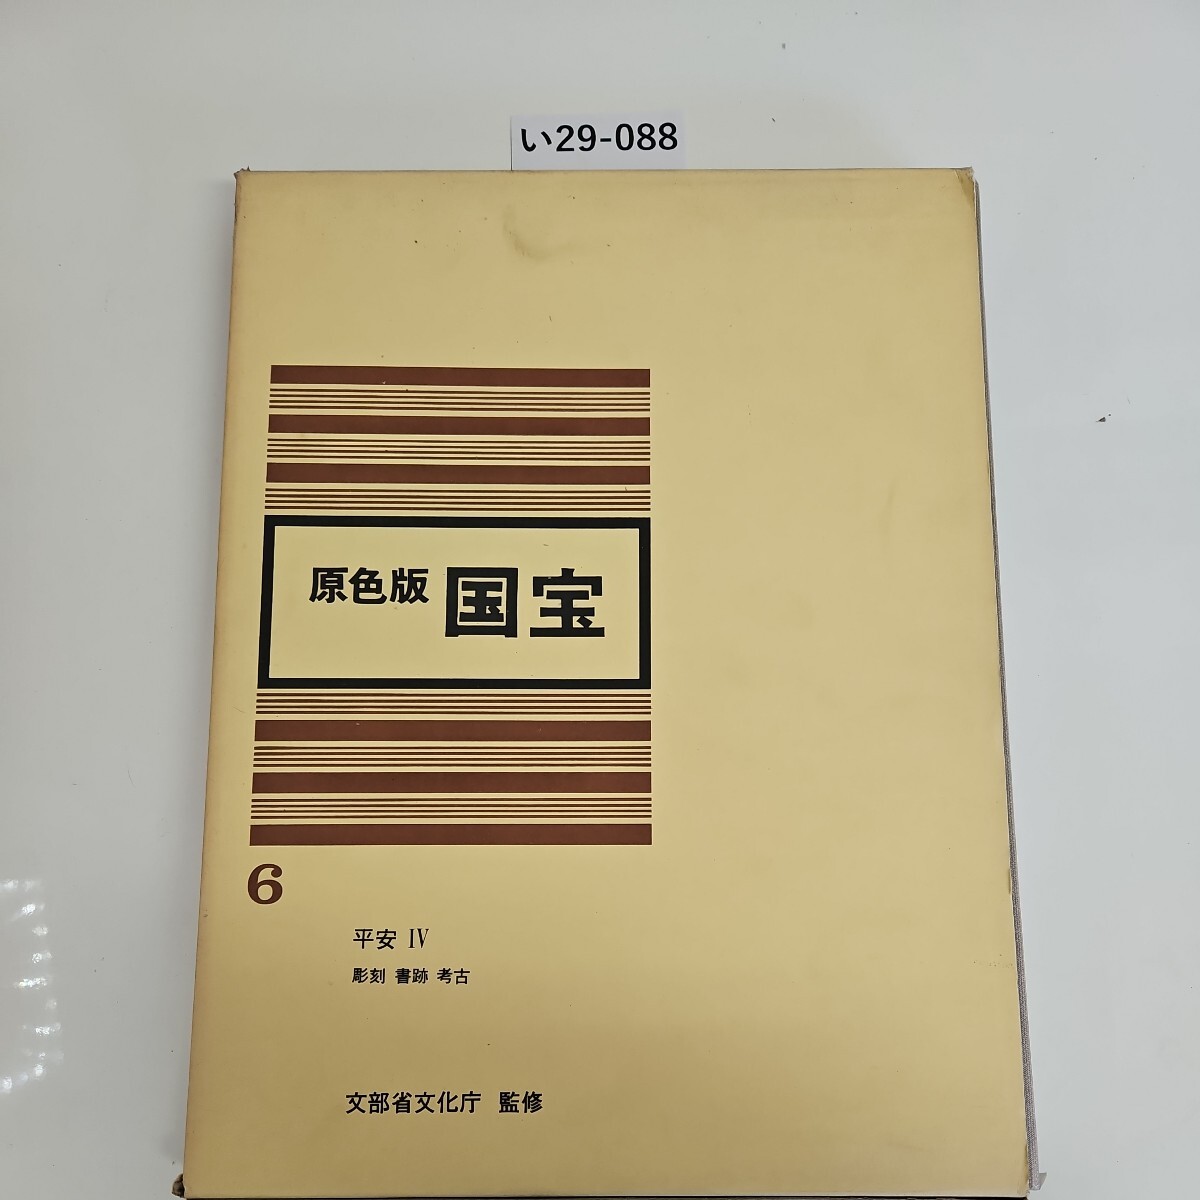 い29-088
原色版 国宝
6
平安 IV
彫刻 書跡 考古
文部省文化庁 監修